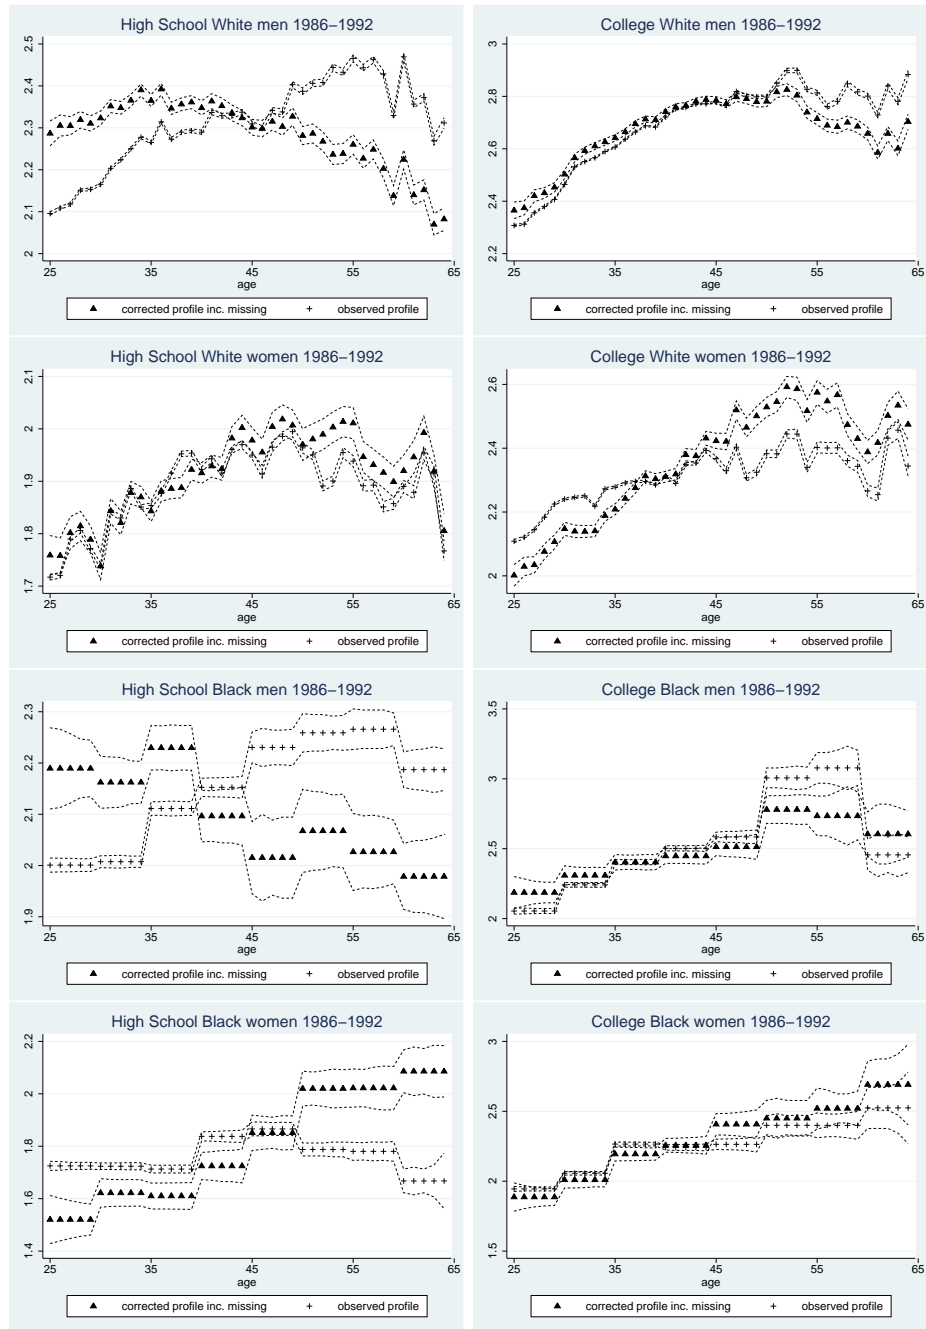 High School White men 1986−1992
2.5
2.4
2.3
2.2
2.1
2
25 35 45 55 65
age
corrected profile inc. missing observed profile
College White men 1986−1992
3
2.8
2.6
2.4
2.2
25 35 45 55 65
age
corrected profile inc. missing observed profile
High School White women 1986−1992
2.1
2
1.9
1.8
1.7
25 35 45 55 65
age
corrected profile inc. missing observed profile
College White women 1986−1992
2.6
2.4
2.2
2
25 35 45 55 65
age
corrected profile inc. missing observed profile
High School Black men 1986−1992
2.3
2.2
2.1
2
1.9
25 35 45 55 65
age
corrected profile inc. missing observed profile
College Black men 1986−1992
3.5
3
2.5
2
25 35 45 55 65
age
corrected profile inc. missing observed profile
High School Black women 1986−1992
2.2
2
1.8
1.6
1.4
25 35 45 55 65
age
corrected profile inc. missing observed profile
College Black women 1986−1992
3
2.5
2
1.5
25 35 45 55 65
age
corrected profile inc. missing observed profile